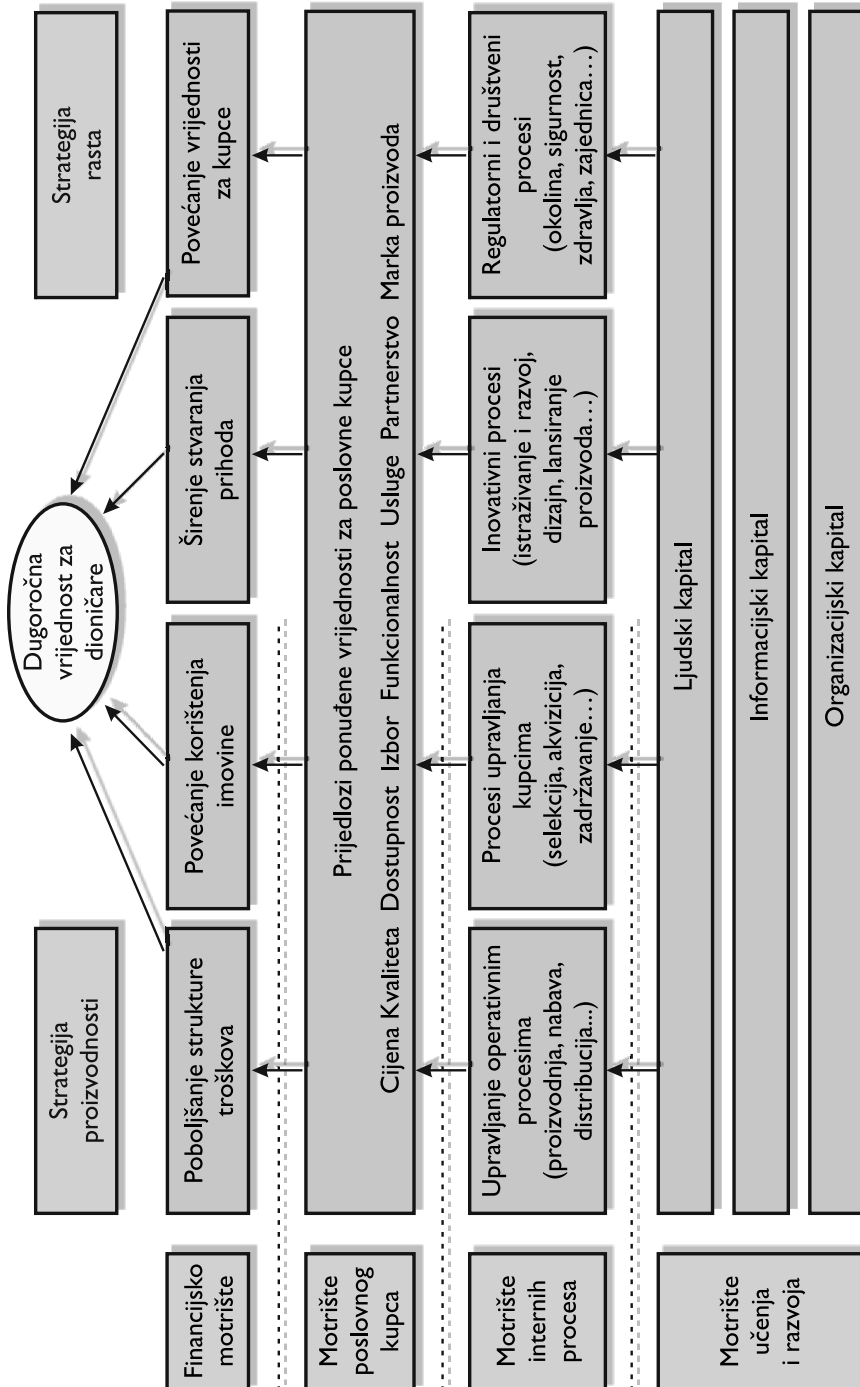 Dugoročna
vrijednost za
dioničare
Strategija
proizvodnosti
Strategija
rasta
Financijsko
motrište
Poboljšanje strukture
troškova
Povećanje korištenja
imovine
Širenje stvaranja
prihoda
Povećanje vrijednosti
za kupce
Motrište
poslovnog
kupca
Prijedlozi ponuđene vrijednosti za poslovne kupce
Cijena Kvaliteta Dostupnost Izbor Funkcionalnost Usluge Partnerstvo Marka proizvoda
Motrište
internih
procesa
Upravljanje operativnim
procesima
(proizvodnja, nabava,
distribucija...)
Procesi upravljanja
kupcima
(selekcija, akvizicija,
zadržavanje…)
Inovativni procesi
(istraživanje i razvoj,
dizajn, lansiranje
proizvoda…)
Regulatorni i društveni
procesi
(okolina, sigurnost,
zdravlja, zajednica…)
Motrište
učenja
i razvoja
Ljudski kapital
Informacijski kapital
Organizacijski kapital